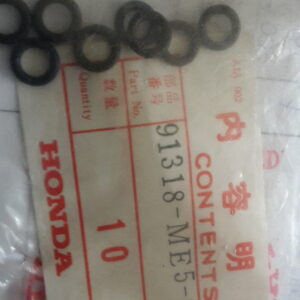 内容明
CONTENTS
部品番号
Part No.
91318-ME5-
数量
Quantity
10
HONDA